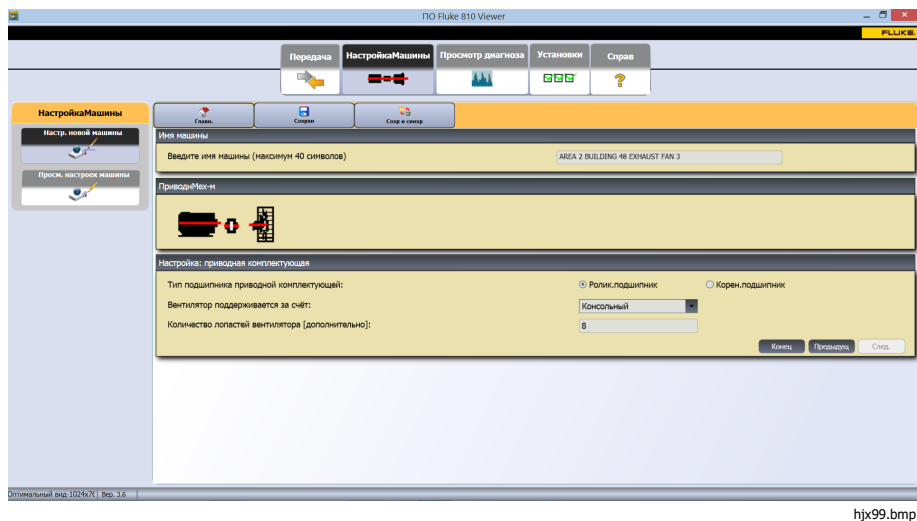 ПО Fluke 810 Viewer
FLUKE.
Передача
НастройкаМашины
Просмотр диагноза
Установки
Справ
НастройкаМашины
Настр. новой машины
Просм. настроек машины
Главн.
Сохран
Сохр и синхр
Имя машины
Введите имя машины (максимум 40 символов)
AREA 2 BUILDING 48 EXHAUST FAN 3
ПриводнМех-м
Настройка: приводная комплектующая
Тип подшипника приводной комплектующей:
Ролик.подшипник
Корен.подшипник
Вентилятор поддерживается за счёт:
Консольный
Количество лопастей вентилятора [дополнительно]:
8
Конец
Предыдущ
След.
Оптимальный вид-1024x76
Вер. 3.6
hjx99.bmp